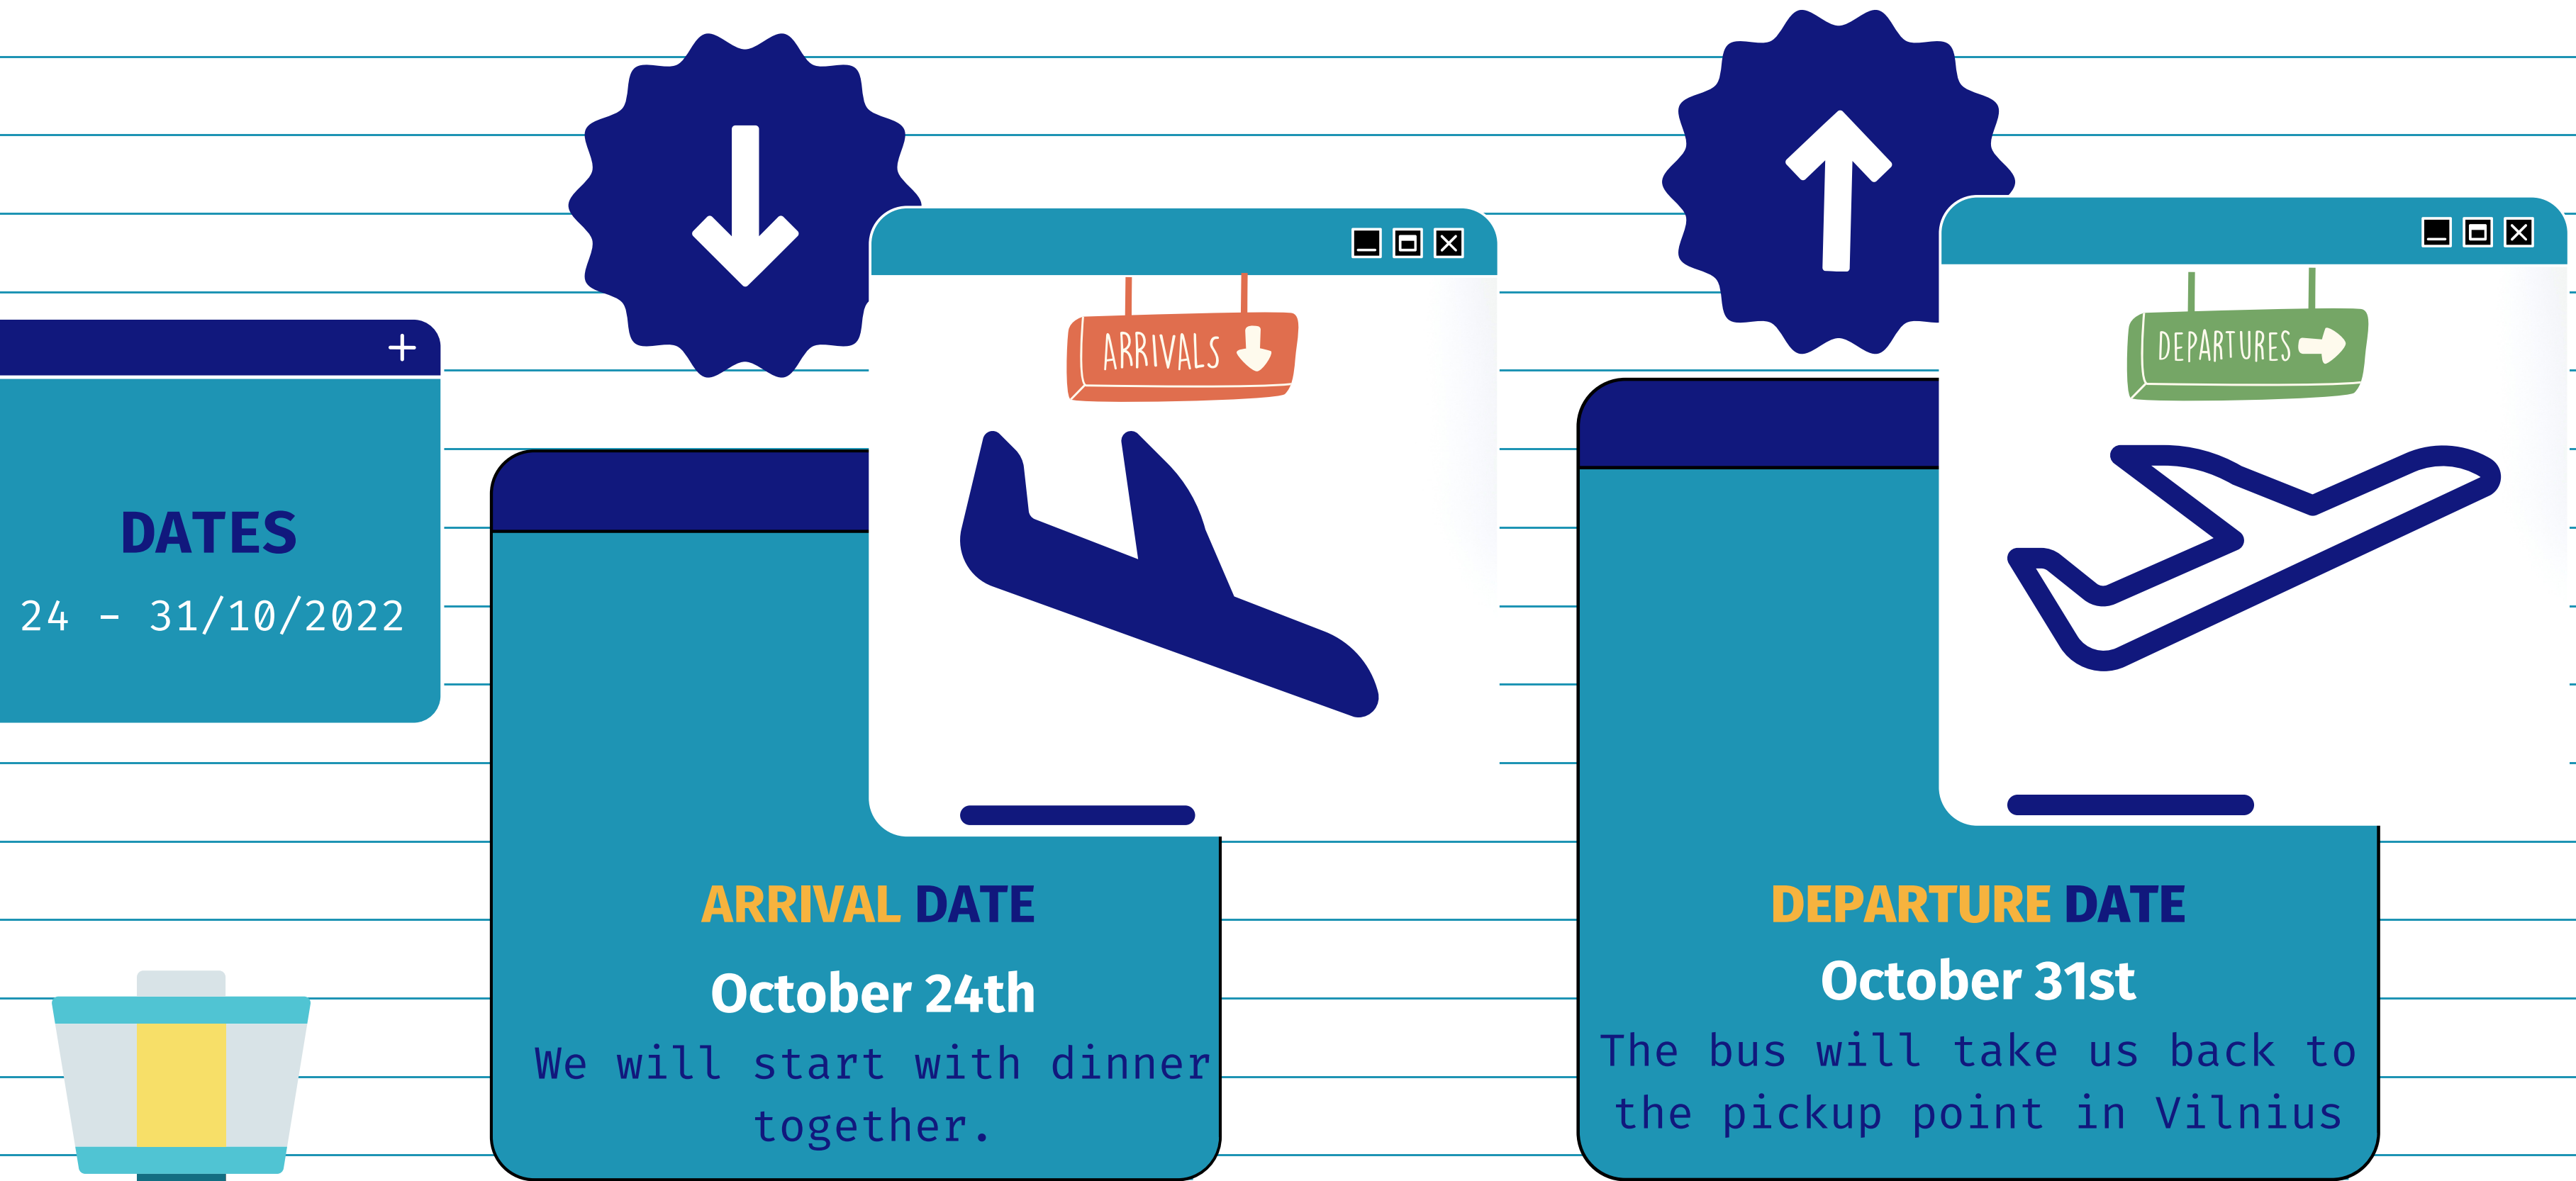 DATES
24 - 31/10/2022
ARRIVALS
ARRIVAL DATE
October 24th
We will start with dinner
together.
DEPARTURES
DEPARTURE DATE
October 31st
The bus will take us back to
the pickup point in Vilnius